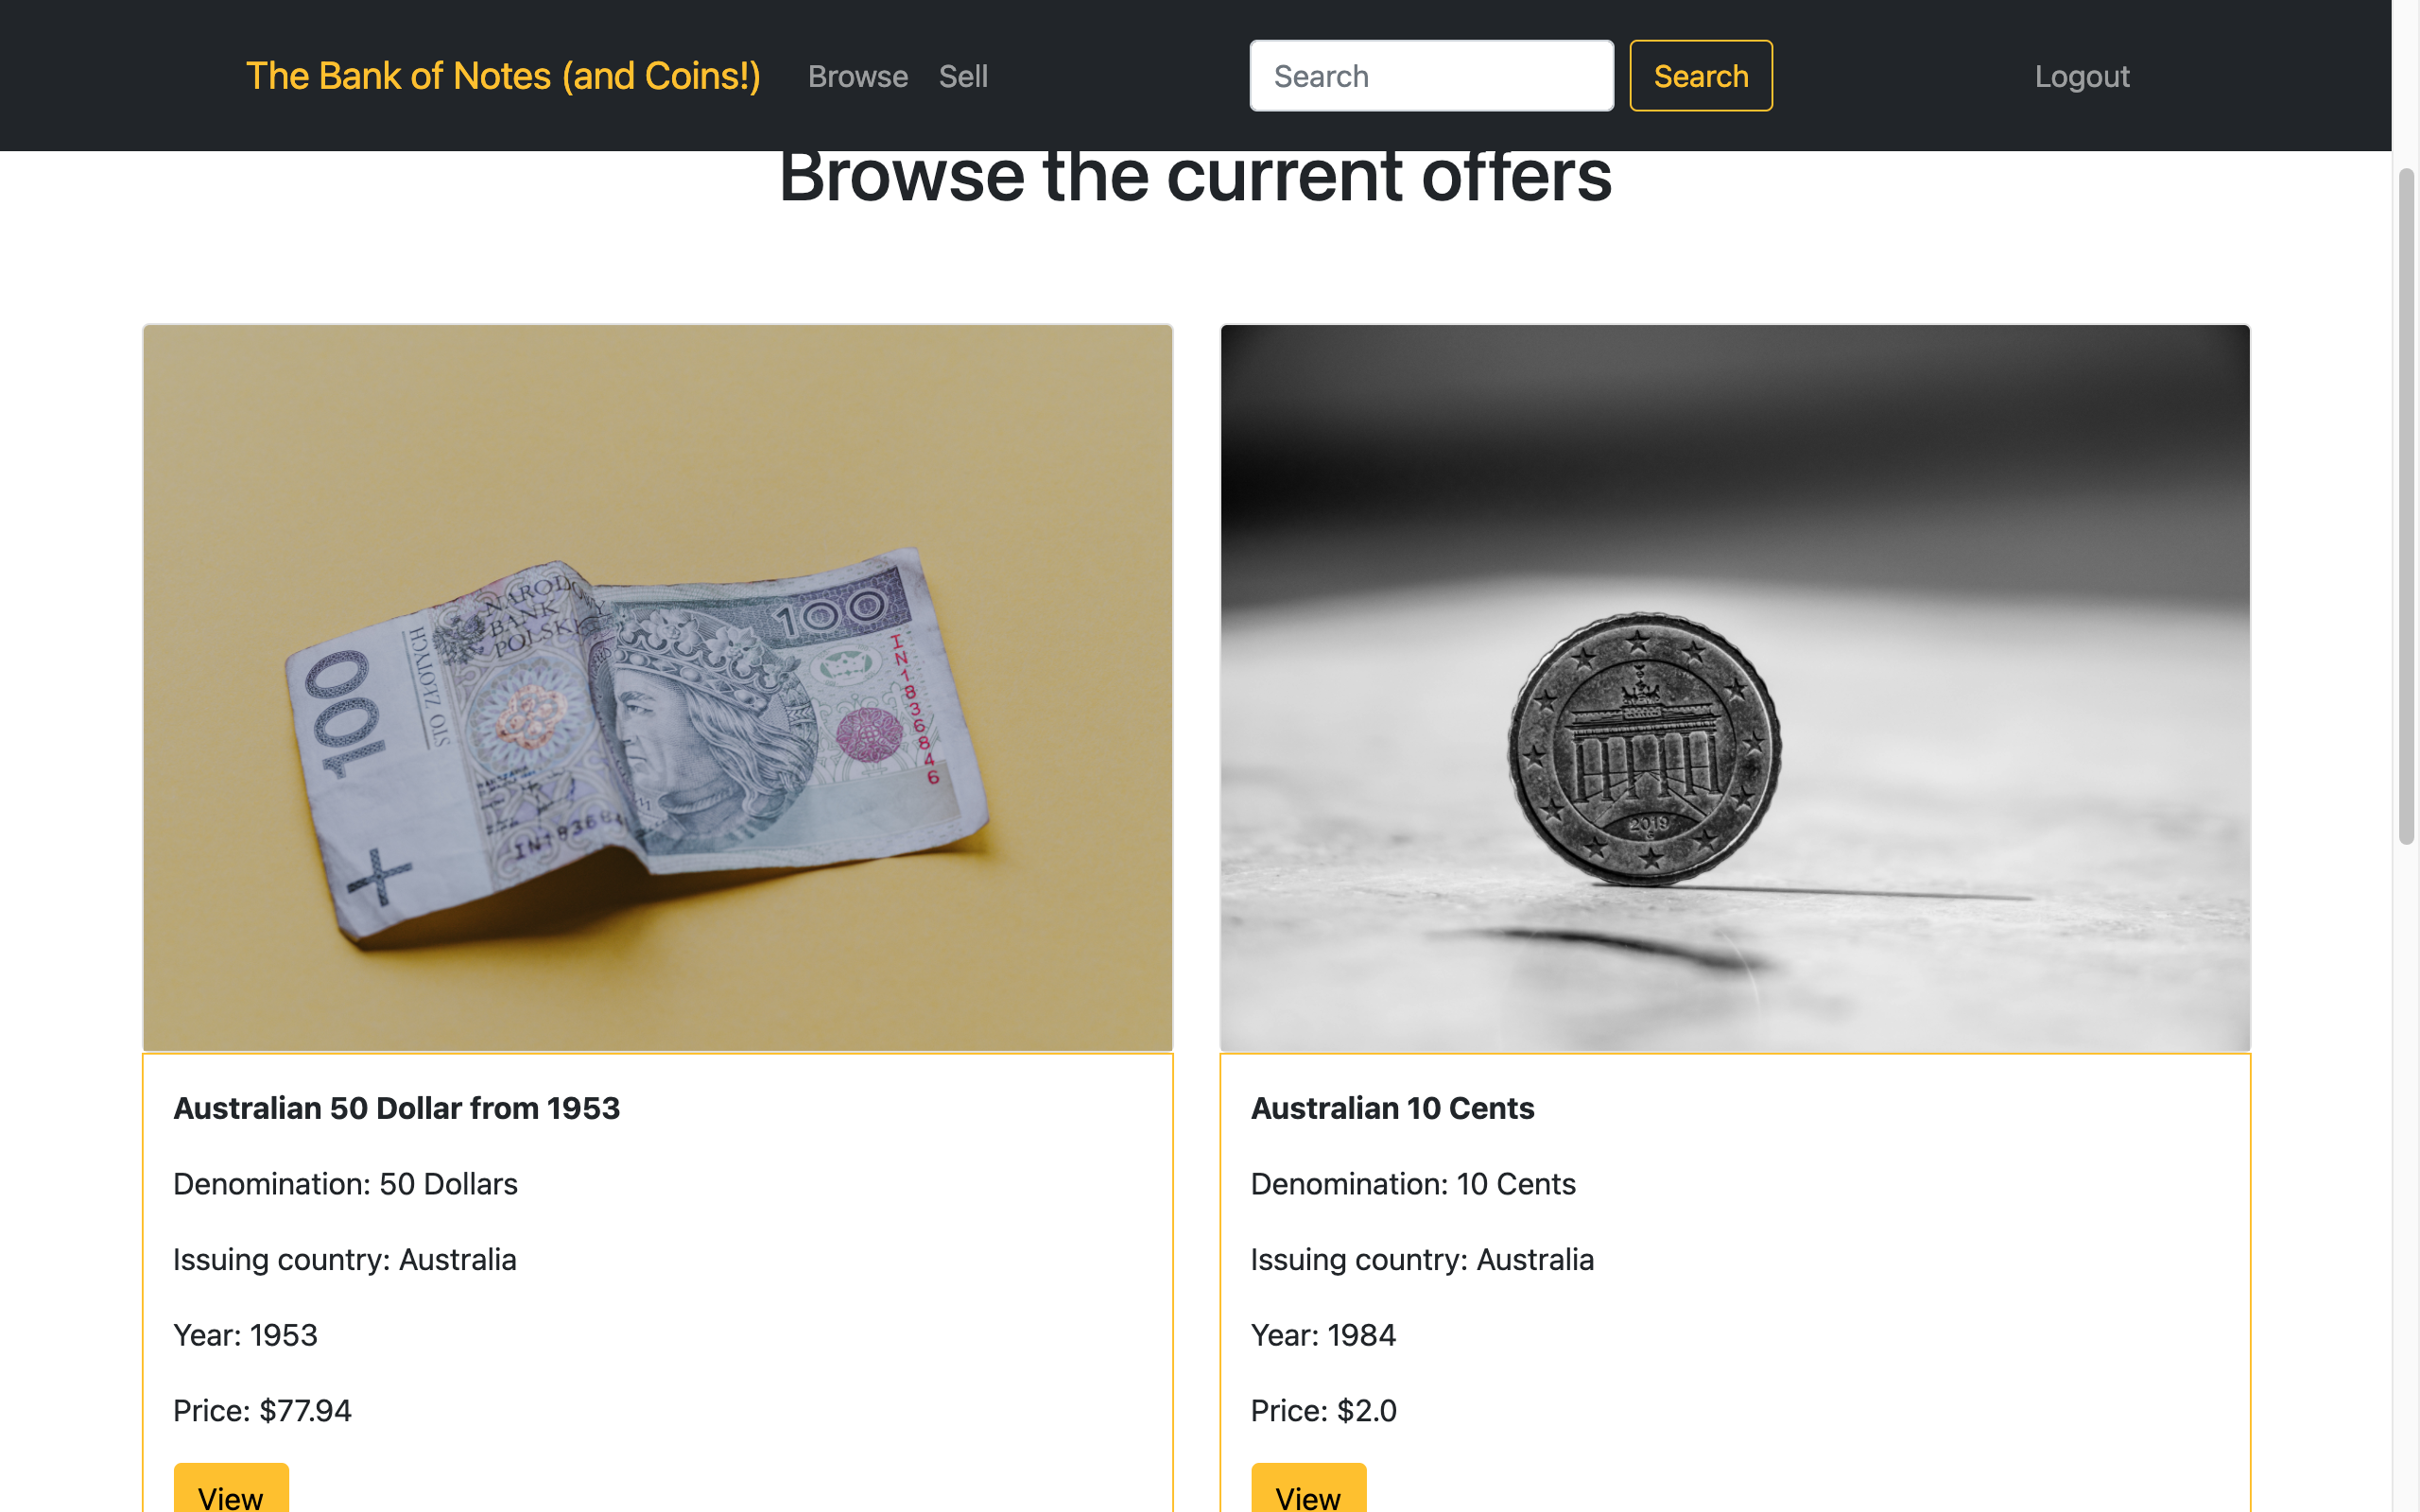 The Bank of Notes (and Coins!) Browse Sell Search Search Logout
Browse the current offers
NARODOWY
BANK
POLSKI
100
100
STO ZŁOTYCH
IN1836846
2019
Australian 50 Dollar from 1953
Denomination: 50 Dollars
Issuing country: Australia
Year: 1953
Price: $77.94
View
Australian 10 Cents
Denomination: 10 Cents
Issuing country: Australia
Year: 1984
Price: $2.0
View